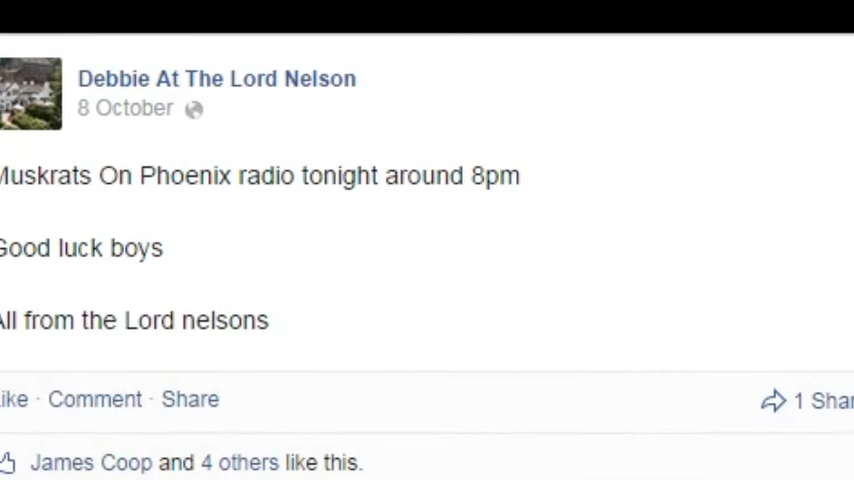 Debbie At The Lord Nelson
8 October
Muskrats On Phoenix radio tonight around 8pm
Good luck boys
All from the Lord nelsons
Like · Comment · Share
1 Shar
James Coop and 4 others like this.